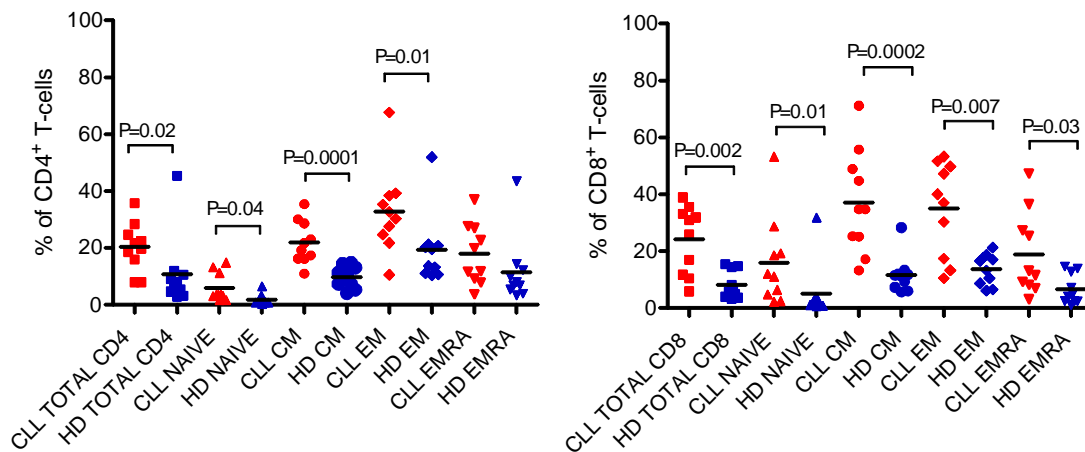 % of CD4+ T-cells
100
80
60
40
20
0
P=0.02
P=0.04
P=0.0001
P=0.01
CLL TOTAL CD4
HD TOTAL CD4
CLL NAIVE
HD NAIVE
CLL CM
HD CM
CLL EM
HD EM
CLL EMRA
HD EMRA
% of CD8+ T-cells
100
80
60
40
20
0
P=0.002
P=0.01
P=0.0002
P=0.007
P=0.03
CLL TOTAL CD8
HD TOTAL CD8
CLL NAIVE
HD NAIVE
CLL CM
HD CM
CLL EM
HD EM
CLL EMRA
HD EMRA